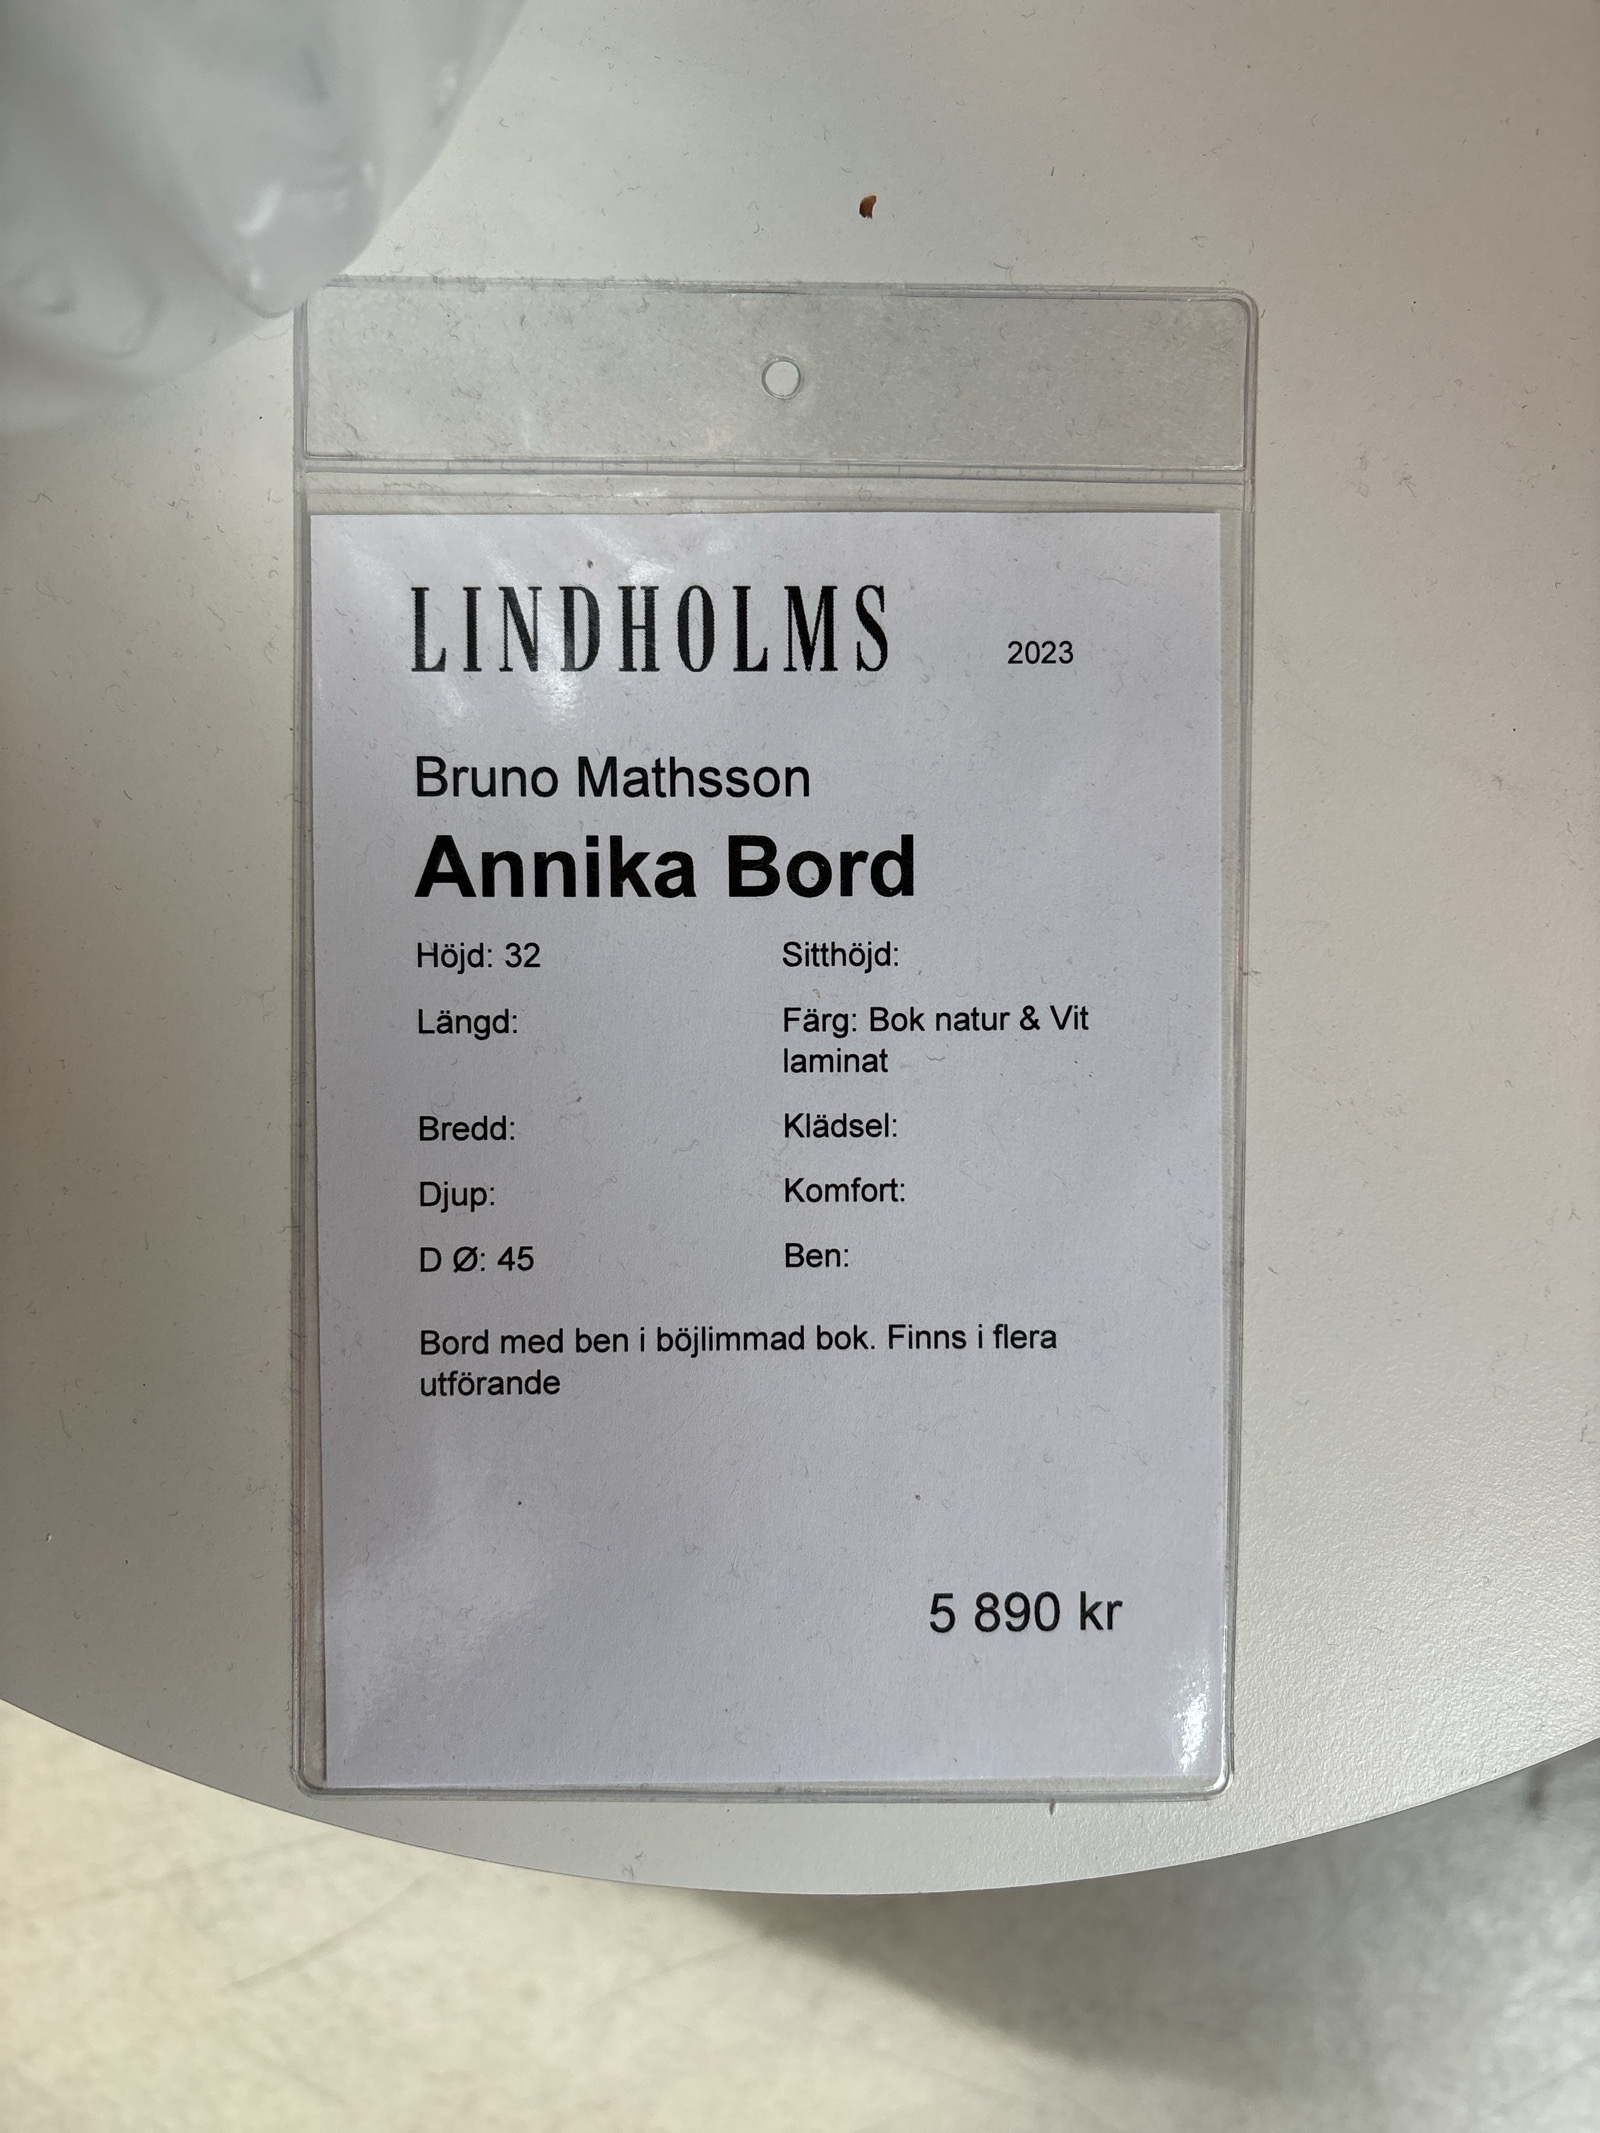 LINDHOLMS 2023
Bruno Mathsson
Annika Bord
Höjd: 32 Sitthöjd:
Längd: Färg: Bok natur & Vit
laminat
Bredd: Klädsel:
Djup: Komfort:
D Ø: 45 Ben:
Bord med ben i böjlimmad bok. Finns i flera
utförande
5 890 kr